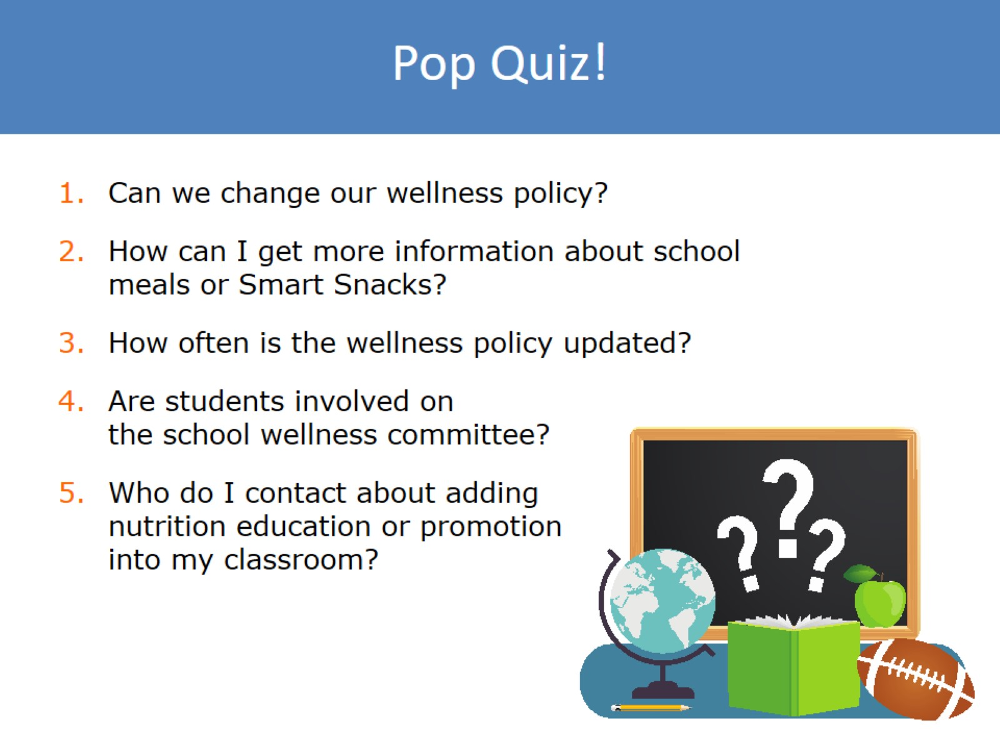 Pop Quiz!
1. Can we change our wellness policy?
2. How can I get more information about school
meals or Smart Snacks?
3. How often is the wellness policy updated?
4. Are students involved on
the school wellness committee?
5. Who do I contact about adding
nutrition education or promotion
into my classroom?
? ? ?